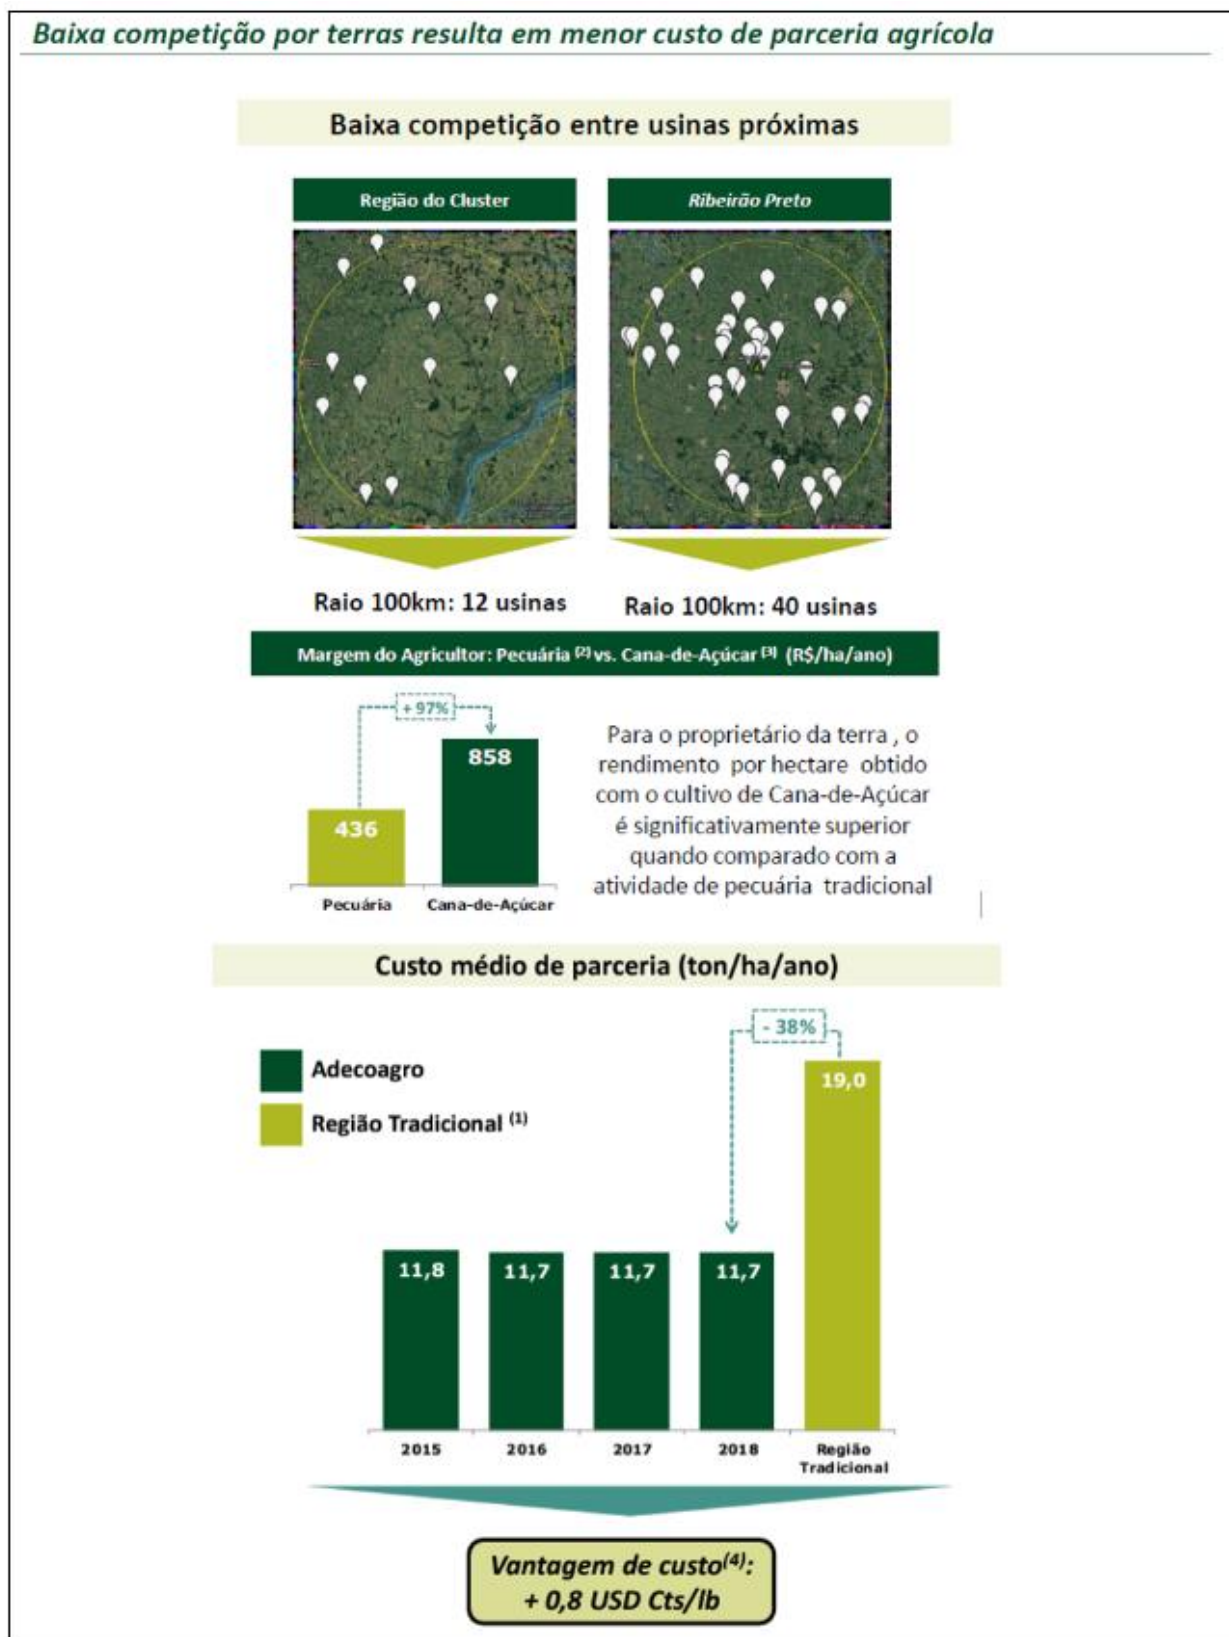 Baixa competição por terras resulta em menor custo de parceria agrícola
Baixa competição entre usinas próximas
Região do Cluster
Ribeirão Preto
Raio 100km: 12 usinas
Raio 100km: 40 usinas
Margem do Agricultor: Pecuária (2) vs. Cana-de-Açúcar (3) (R$/ha/ano)
+ 97%
858
436
Pecuária
Cana-de-Açúcar
Para o proprietário da terra , o
rendimento por hectare obtido
com o cultivo de Cana-de-Açúcar
é significativamente superior
quando comparado com a
atividade de pecuária tradicional
Custo médio de parceria (ton/ha/ano)
- 38%
Adecoagro
Região Tradicional (1)
19,0
11,8
11,7
11,7
11,7
2015
2016
2017
2018
Região
Tradicional
Vantagem de custo(4):
+ 0,8 USD Cts/lb